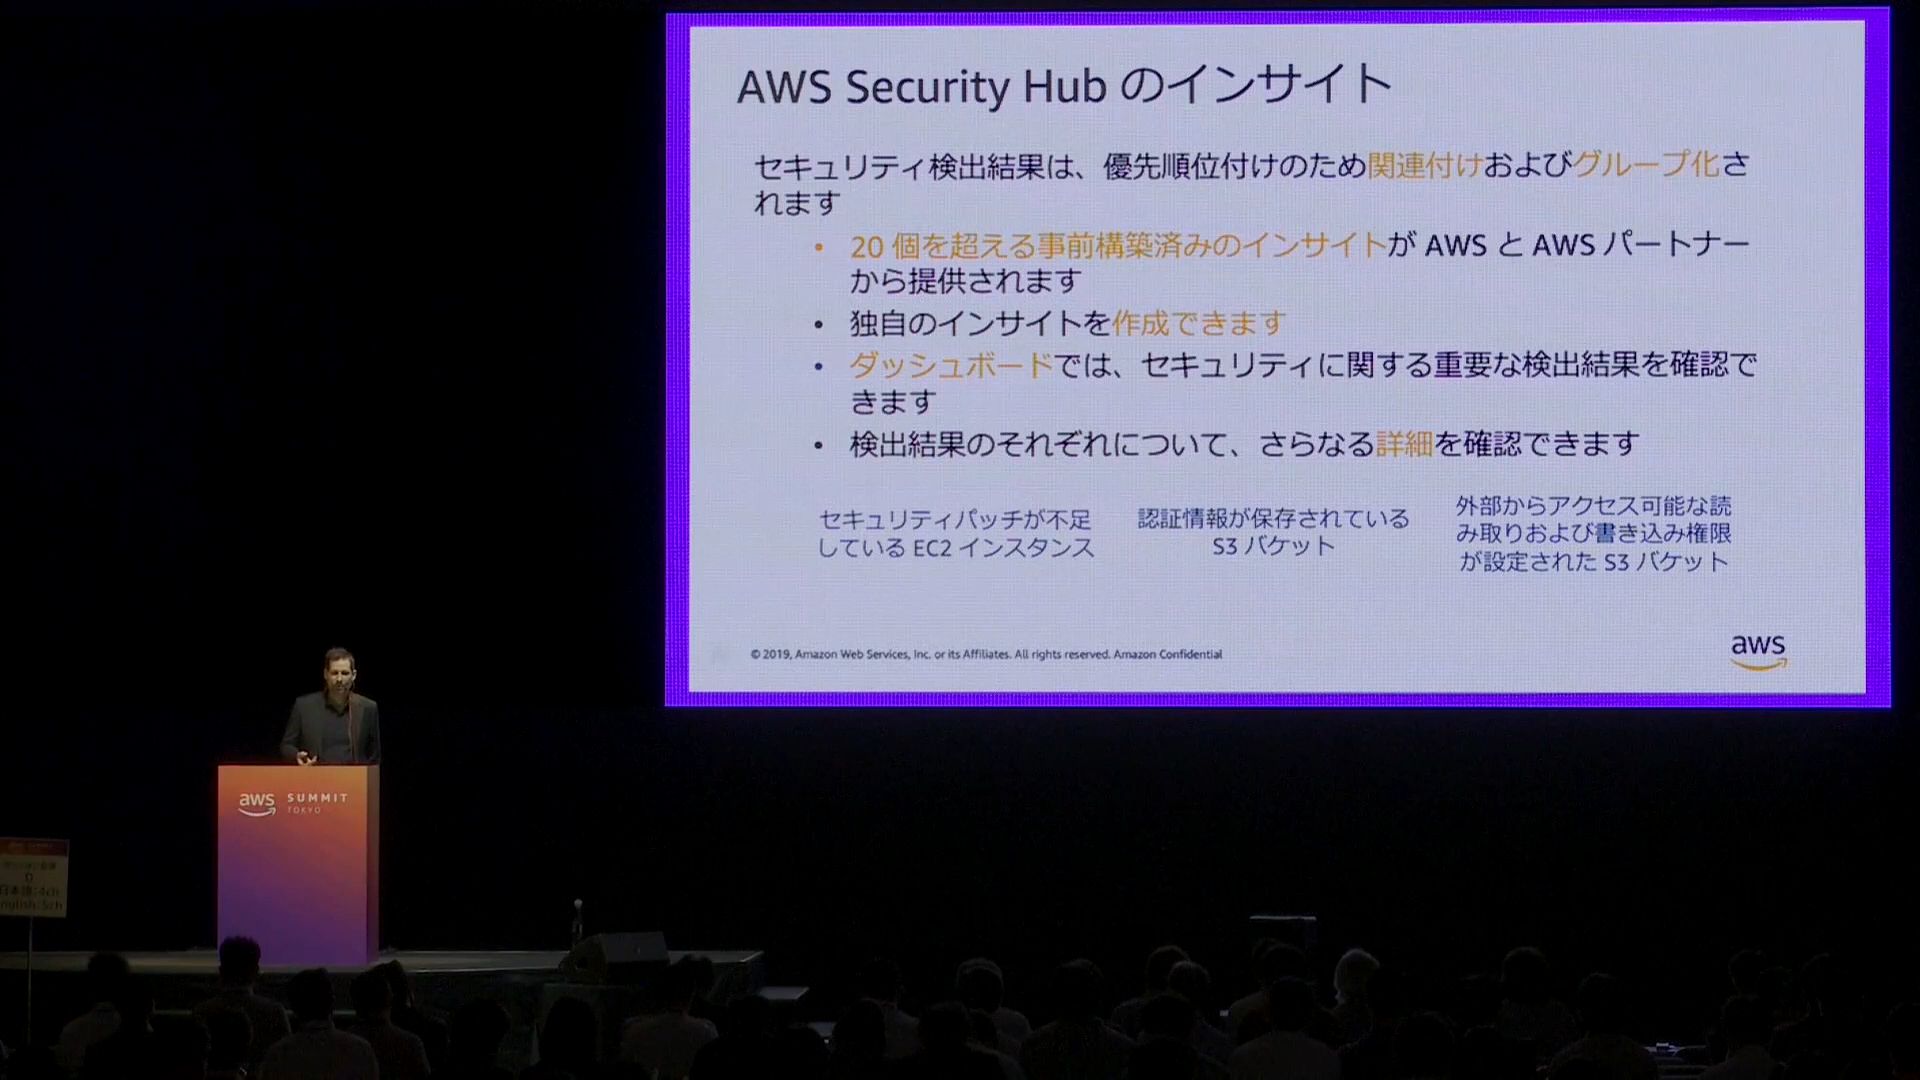 AWS Security Hub のインサイト
セキュリティ検出結果は、優先順位付けのため関連付けおよびグループ化さ
れます
• 20 個を超える事前構築済みのインサイトが AWS と AWS パートナー
から提供されます
• 独自のインサイトを作成できます
• ダッシュボードでは、セキュリティに関する重要な検出結果を確認で
きます
• 検出結果のそれぞれについて、さらなる詳細を確認できます
セキュリティパッチが不足
している EC2 インスタンス
認証情報が保存されている
S3 バケット
外部からアクセス可能な読
み取りおよび書き込み権限
が設定された S3 バケット
© 2019, Amazon Web Services, Inc. or its Affiliates. All rights reserved. Amazon Confidential
aws
aws SUMMIT
TOKYO
日本語:4ch
nglish:5ch